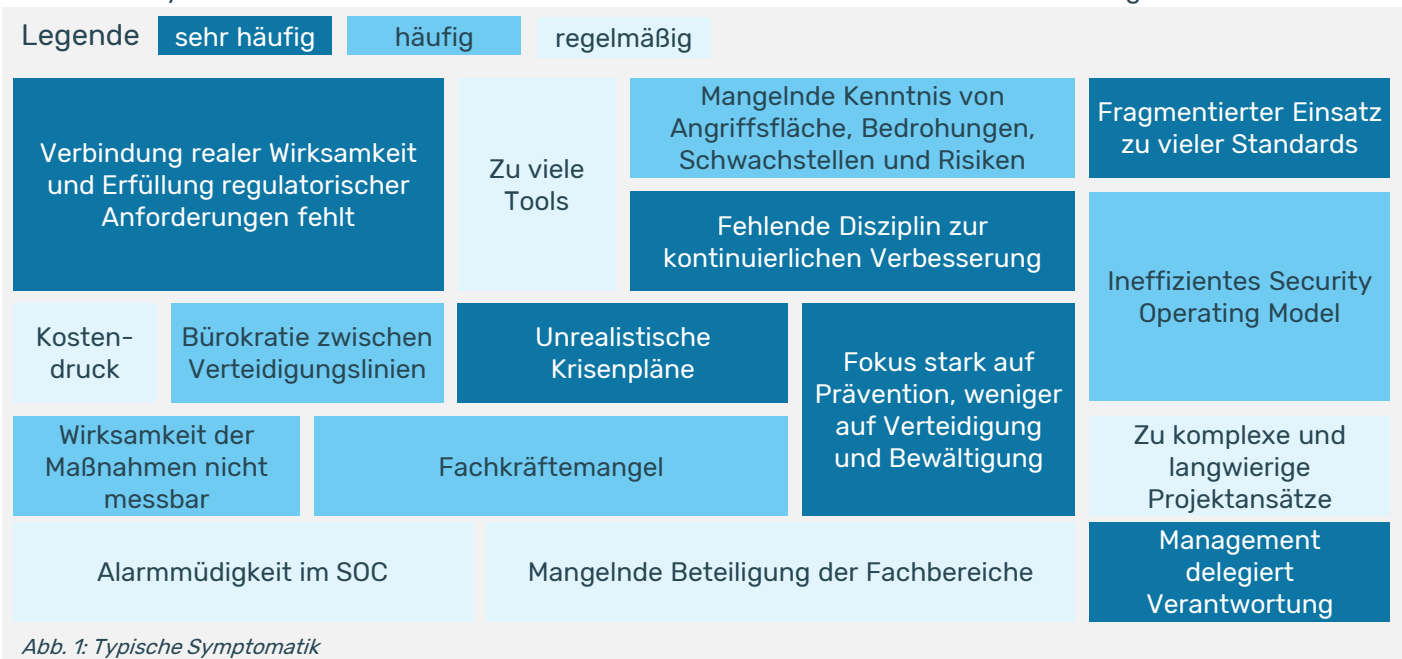 Legende
sehr häufig
häufig
regelmäßig
Verbindung realer Wirksamkeit
und Erfüllung regulatorischer
Anforderungen fehlt
Zu viele
Tools
Mangelnde Kenntnis von
Angriffsfläche, Bedrohungen,
Schwachstellen und Risiken
Fragmentierter Einsatz
zu vieler Standards
Fehlende Disziplin zur
kontinuierlichen Verbesserung
Ineffizientes Security
Operating Model
Kosten-
druck
Bürokratie zwischen
Verteidigungslinien
Unrealistische
Krisenpläne
Fokus stark auf
Prävention, weniger
auf Verteidigung
und Bewältigung
Wirksamkeit der
Maßnahmen nicht
messbar
Fachkräftemangel
Zu komplexe und
langwierige
Projektansätze
Alarmmüdigkeit im SOC
Mangelnde Beteiligung der Fachbereiche
Management
delegiert
Verantwortung
Abb. 1: Typische Symptomatik